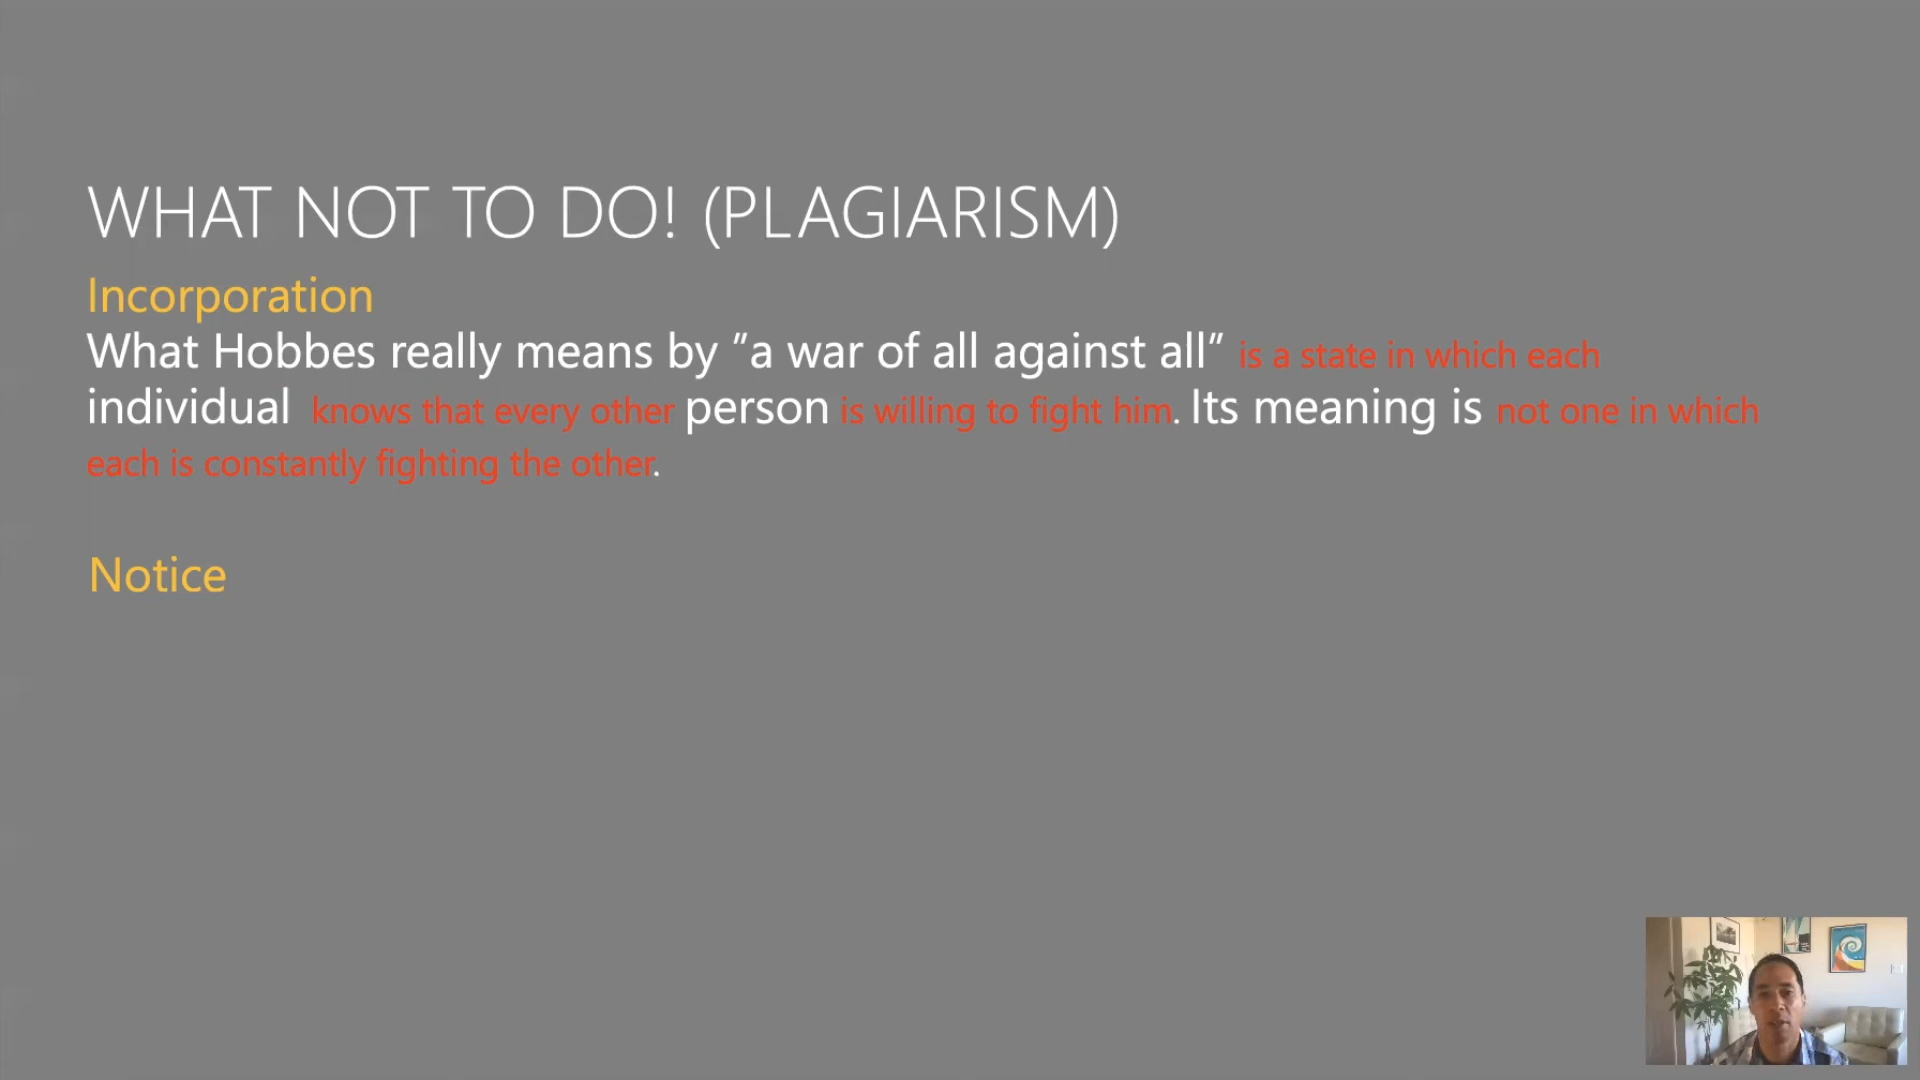 WHAT NOT TO DO! (PLAGIARISM)
Incorporation
What Hobbes really means by "a war of all against all" is a state in which each
individual knows that every other person is willing to fight him. Its meaning is not one in which
each is constantly fighting the other.
Notice